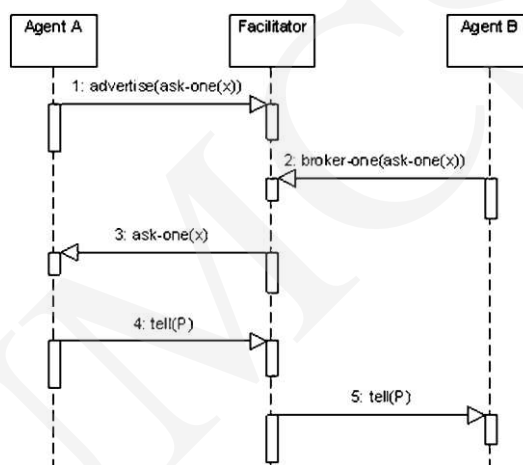 Agent A
Facilitator
Agent B
1: advertise(ask-one(x))
2: broker-one(ask-one(x))
3: ask-one(x)
4: tell(P)
5: tell(P)